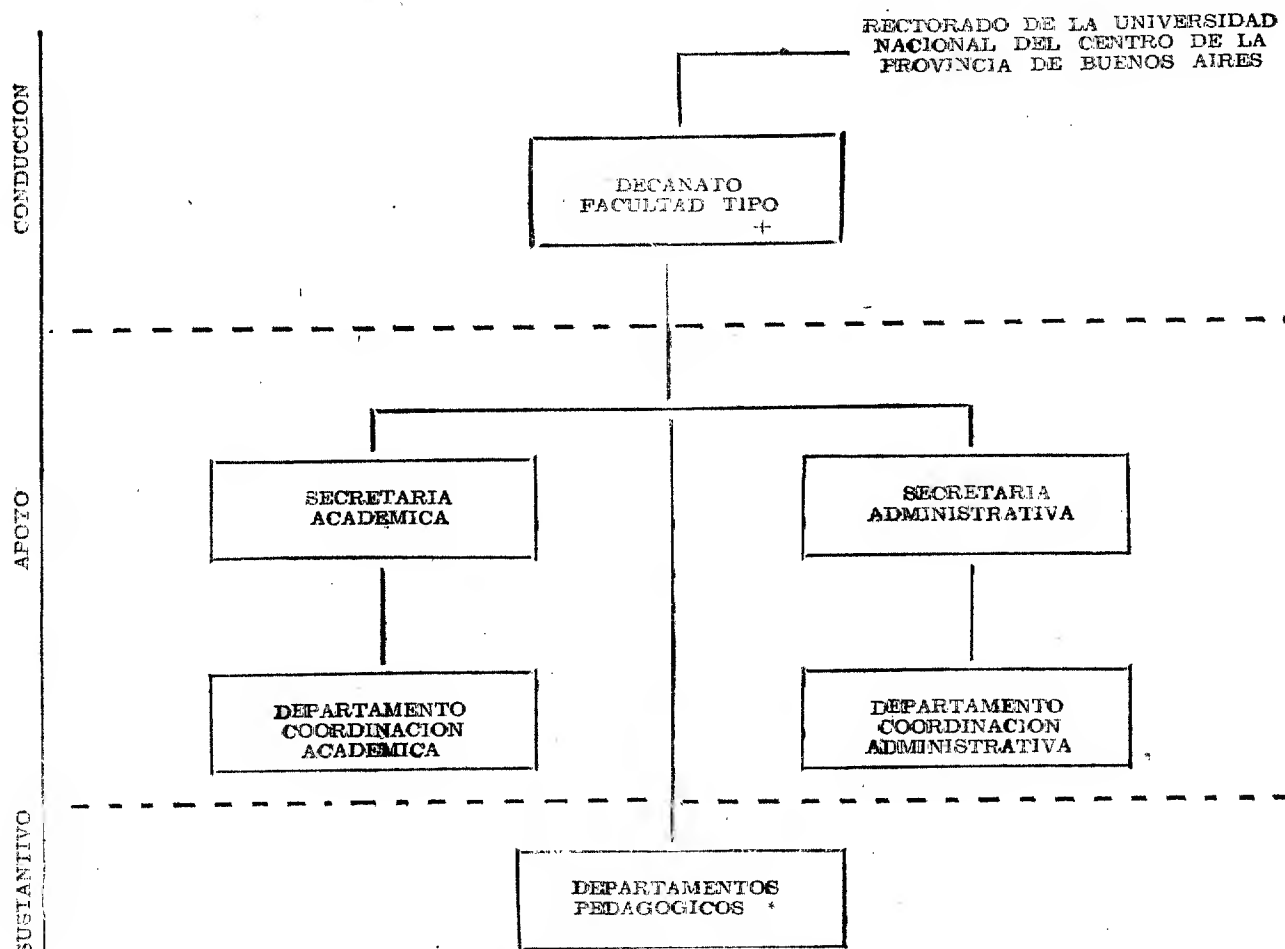 RECTORADO DE LA UNIVERSIDAD
NACIONAL DEL CENTRO DE LA
PROVINCIA DE BUENOS AIRES
CONDUCCION
DECANATO
FACULTAD TIPO
+
APOYO
SECRETARIA
ACADEMICA
SECRETARIA
ADMINISTRATIVA
DEPARTAMENTO
COORDINACION
ACADEMICA
DEPARTAMENTO
COORDINACION
ADMINISTRATIVA
SUSTANTIVO
DEPARTAMENTOS
PEDAGOGICOS *